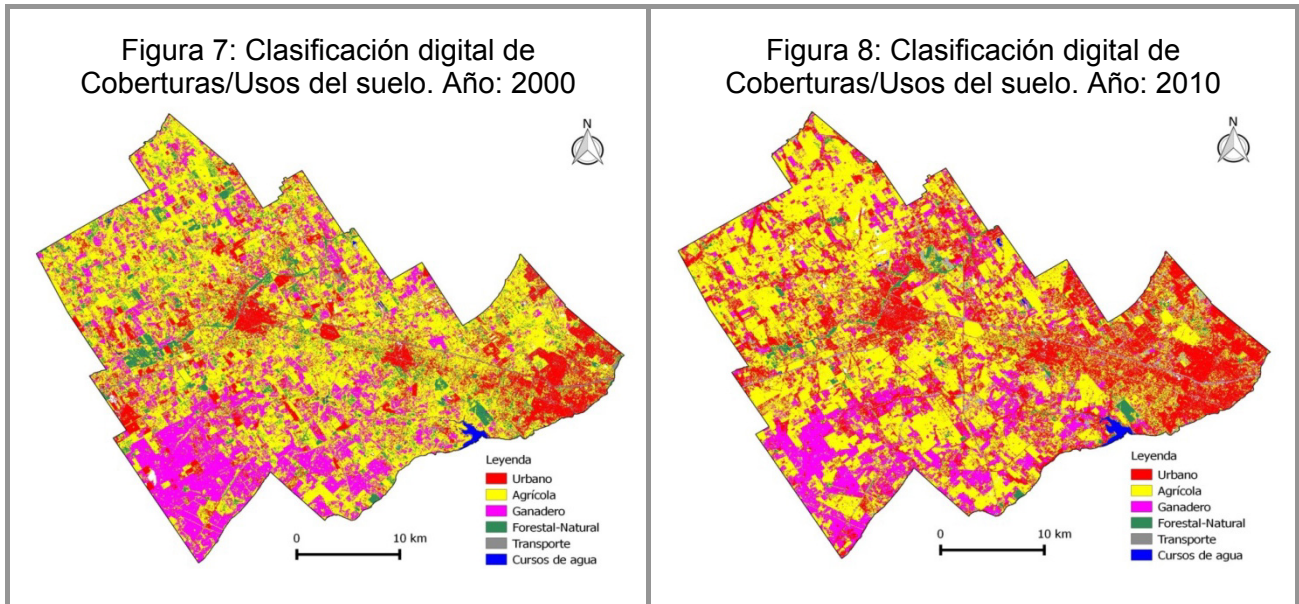 Figura 7: Clasificación digital de
Coberturas/Usos del suelo. Año: 2000
N
Leyenda
Urbano
Agrícola
Ganadero
Forestal-Natural
Transporte
Cursos de agua
0 10 km
Figura 8: Clasificación digital de
Coberturas/Usos del suelo. Año: 2010
N
Leyenda
Urbano
Agrícola
Ganadero
Forestal-Natural
Transporte
Cursos de agua
0 10 km